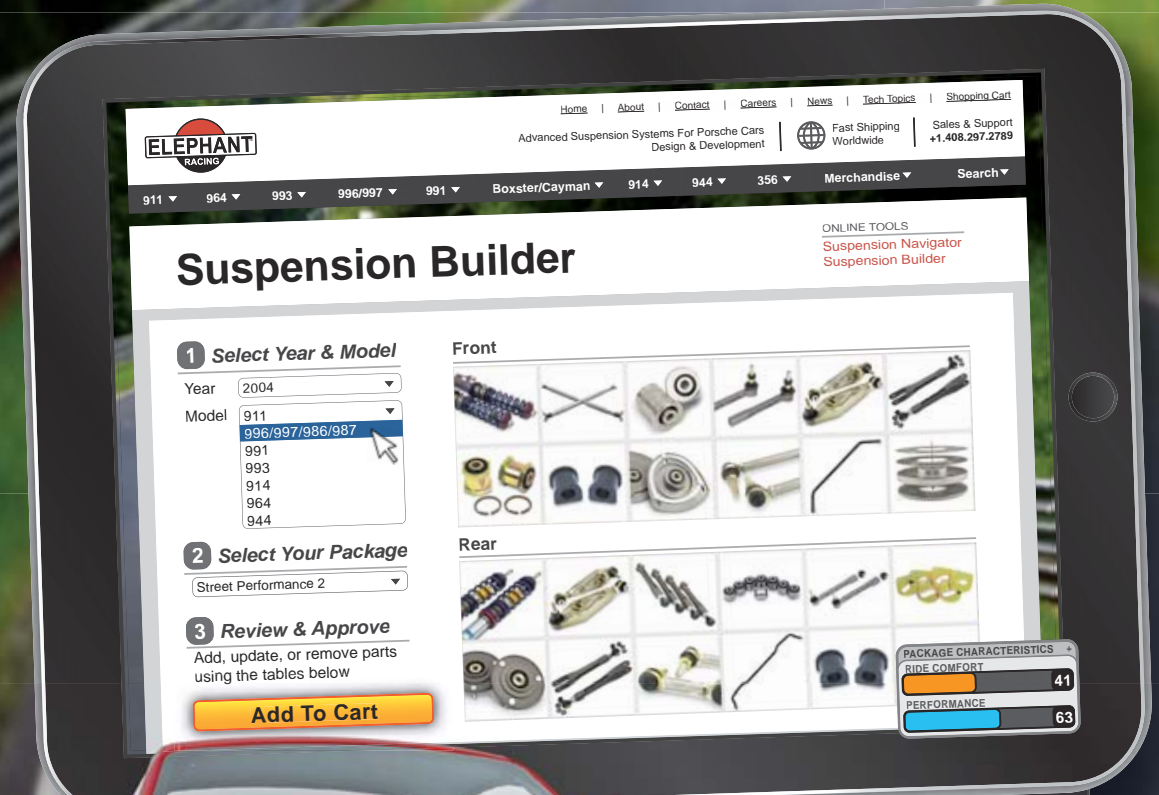 Home | About | Contact | Careers | News | Tech Topics | Shopping Cart
ELEPHANT
RACING
Advanced Suspension Systems For Porsche Cars
Design & Development
Fast Shipping
Worldwide
Sales & Support
+1.408.297.2789
911 964 993 996/997 991 Boxster/Cayman 914 944 356 Merchandise Search
Suspension Builder
ONLINE TOOLS
Suspension Navigator
Suspension Builder
1 Select Year & Model
Year 2004
Model 911
996/997/986/987
991
993
914
964
944
2 Select Your Package
Street Performance 2
3 Review & Approve
Add, update, or remove parts
using the tables below
Add To Cart
Front
Rear
PACKAGE CHARACTERISTICS +
RIDE COMFORT
41
PERFORMANCE
63